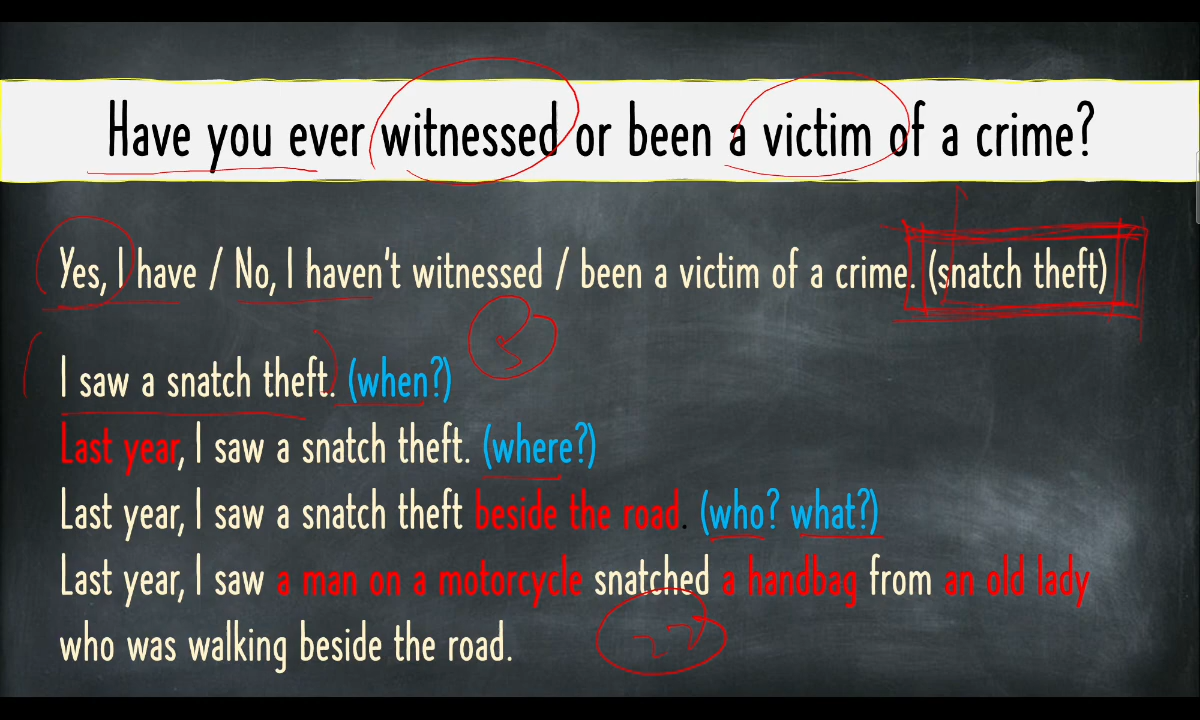 Have you ever witnessed or been a victim of a crime?
Yes, I have / No, I haven't witnessed / been a victim of a crime. (snatch theft)
I saw a snatch theft. (when?)
Last year, I saw a snatch theft. (where?)
Last year, I saw a snatch theft beside the road. (who? what?)
Last year, I saw a man on a motorcycle snatched a handbag from an old lady
who was walking beside the road.